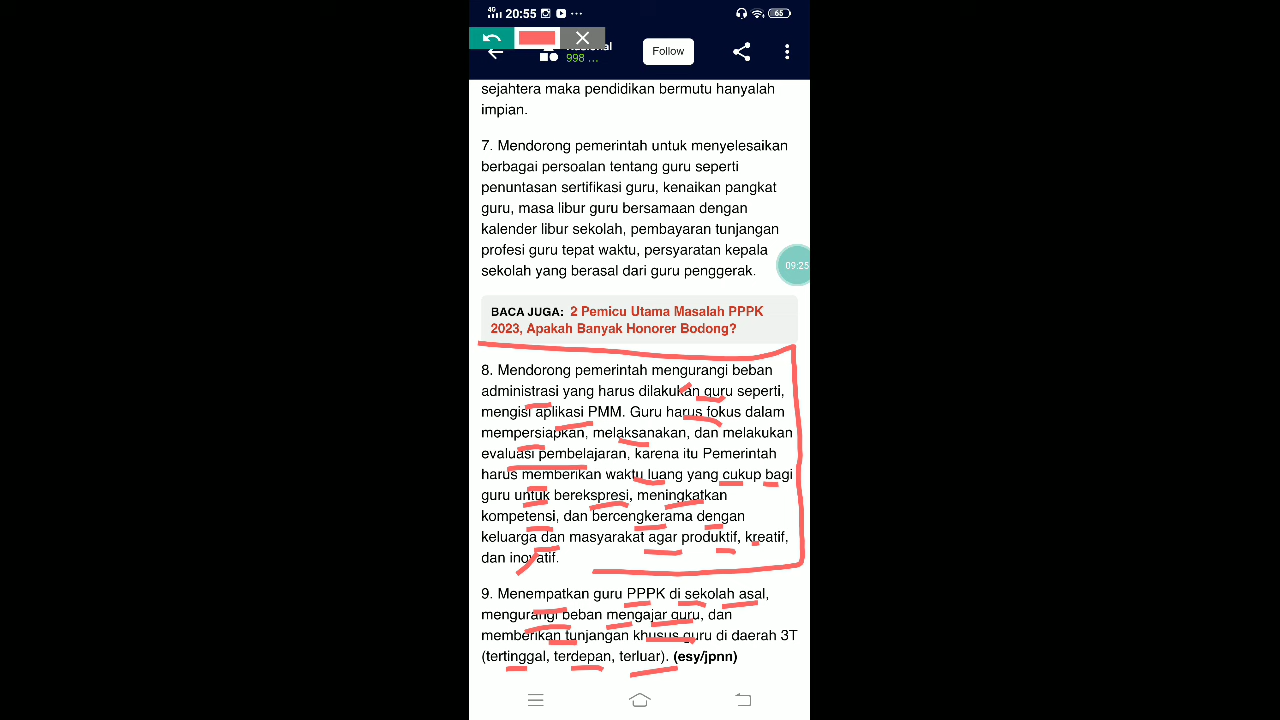 4G 20:55 65
Nasional
998 ...
Follow
sejahtera maka pendidikan bermutu hanyalah
impian.
7. Mendorong pemerintah untuk menyelesaikan
berbagai persoalan tentang guru seperti
penuntasan sertifikasi guru, kenaikan pangkat
guru, masa libur guru bersamaan dengan
kalender libur sekolah, pembayaran tunjangan
profesi guru tepat waktu, persyaratan kepala
sekolah yang berasal dari guru penggerak.
09:25
BACA JUGA: 2 Pemicu Utama Masalah PPPK
2023, Apakah Banyak Honorer Bodong?
8. Mendorong pemerintah mengurangi beban
administrasi yang harus dilakukan guru seperti,
mengisi aplikasi PMM. Guru harus fokus dalam
mempersiapkan, melaksanakan, dan melakukan
evaluasi pembelajaran, karena itu Pemerintah
harus memberikan waktu luang yang cukup bagi
guru untuk berekspresi, meningkatkan
kompetensi, dan bercengkerama dengan
keluarga dan masyarakat agar produktif, kreatif,
dan inovatif.
9. Menempatkan guru PPPK di sekolah asal,
mengurangi beban mengajar guru, dan
memberikan tunjangan khusus guru di daerah 3T
(tertinggal, terdepan, terluar). (esy/jpnn)